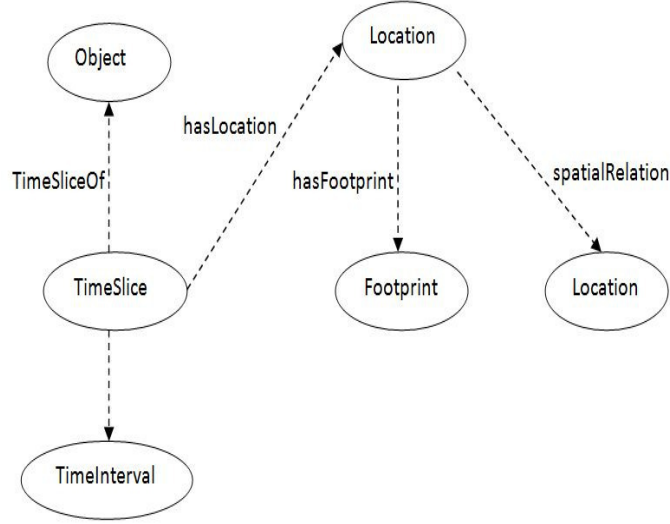 Location
Object
hasLocation
TimeSliceOf
hasFootprint
spatialRelation
TimeSlice
Footprint
Location
TimeInterval